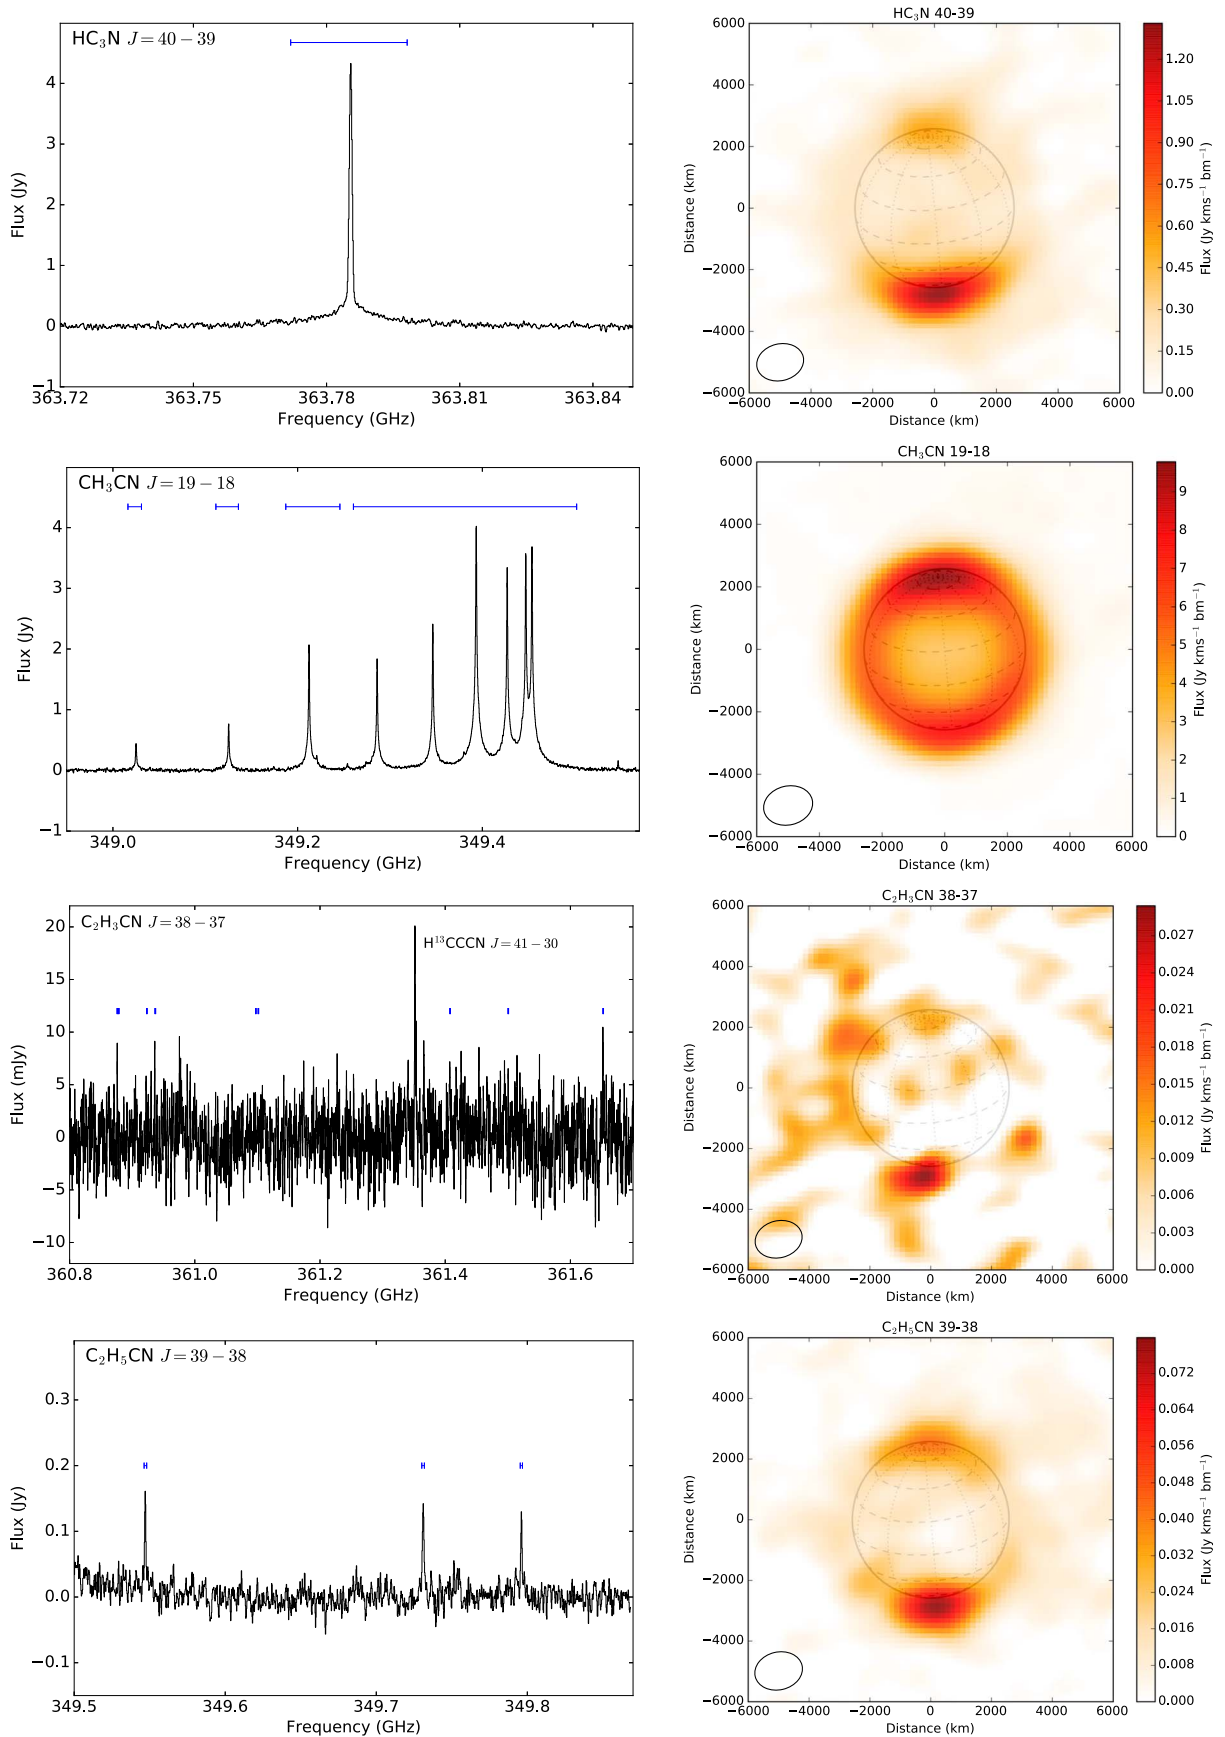 HC₃N J = 40 − 39
Flux (Jy)
4
3
2
1
0
−1
363.72 363.75 363.78 363.81 363.84
Frequency (GHz)
HC₃N 40-39
Distance (km)
6000
4000
2000
0
−2000
−4000
−6000
−6000 −4000 −2000 0 2000 4000 6000
Distance (km)
1.20
1.05
0.90
0.75
0.60
0.45
0.30
0.15
0.00
Flux (Jy kms⁻¹ bm⁻¹)
CH₃CN J = 19 − 18
Flux (Jy)
4
3
2
1
0
−1
349.0 349.2 349.4
Frequency (GHz)
CH₃CN 19-18
Distance (km)
6000
4000
2000
0
−2000
−4000
−6000
−6000 −4000 −2000 0 2000 4000 6000
Distance (km)
9
8
7
6
5
4
3
2
1
0
Flux (Jy kms⁻¹ bm⁻¹)
C₂H₃CN J = 38 − 37
H¹³CCCN J = 41 − 30
Flux (mJy)
20
15
10
5
0
−5
−10
360.8 361.0 361.1 361.2 361.4 361.5 361.6
Frequency (GHz)
C₂H₃CN 38-37
Distance (km)
6000
4000
2000
0
−2000
−4000
−6000
−6000 −4000 −2000 0 2000 4000 6000
Distance (km)
0.027
0.024
0.021
0.018
0.015
0.012
0.009
0.006
0.003
0.000
Flux (Jy kms⁻¹ bm⁻¹)
C₂H₅CN J = 39 − 38
Flux (Jy)
0.3
0.2
0.1
0.0
−0.1
349.5 349.6 349.7 349.8
Frequency (GHz)
C₂H₅CN 39-38
Distance (km)
6000
4000
2000
0
−2000
−4000
−6000
−6000 −4000 −2000 0 2000 4000 6000
Distance (km)
0.072
0.064
0.056
0.048
0.040
0.032
0.024
0.016
0.008
0.000
Flux (Jy kms⁻¹ bm⁻¹)